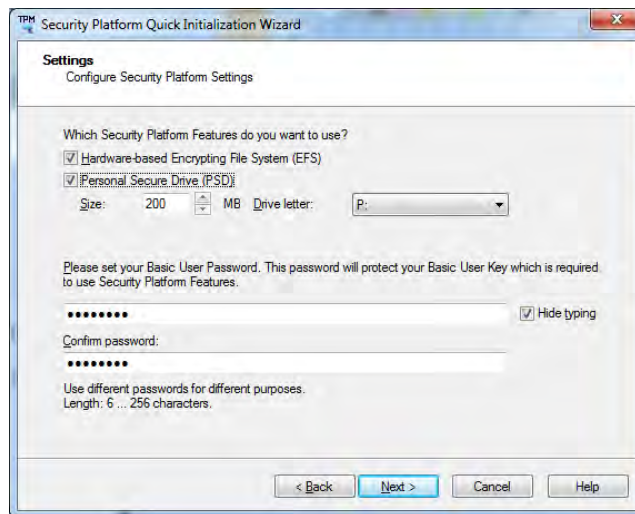 TPM Security Platform Quick Initialization Wizard
Settings
Configure Security Platform Settings
Which Security Platform Features do you want to use?
Hardware-based Encrypting File System (EFS)
Personal Secure Drive (PSD)
Size: 200 MB Drive letter: P:
Please set your Basic User Password. This password will protect your Basic User Key which is required
to use Security Platform Features.
•••••••• Hide typing
Confirm password:
••••••••
Use different passwords for different purposes.
Length: 6 ... 256 characters.
< Back Next > Cancel Help